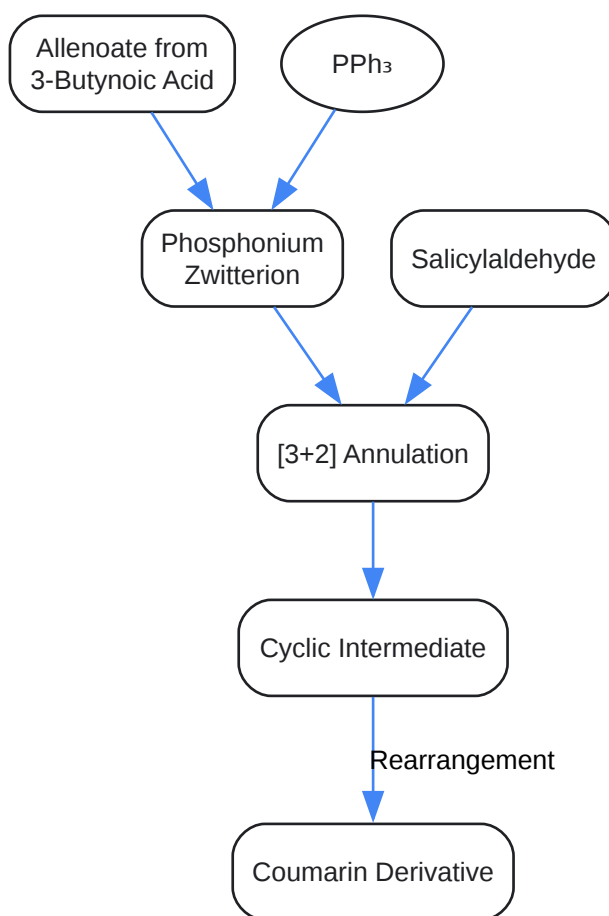 Allenoate from
3-Butynoic Acid
PPh₃
Phosphonium
Zwitterion
Salicylaldehyde
[3+2] Annulation
Cyclic Intermediate
Rearrangement
Coumarin Derivative